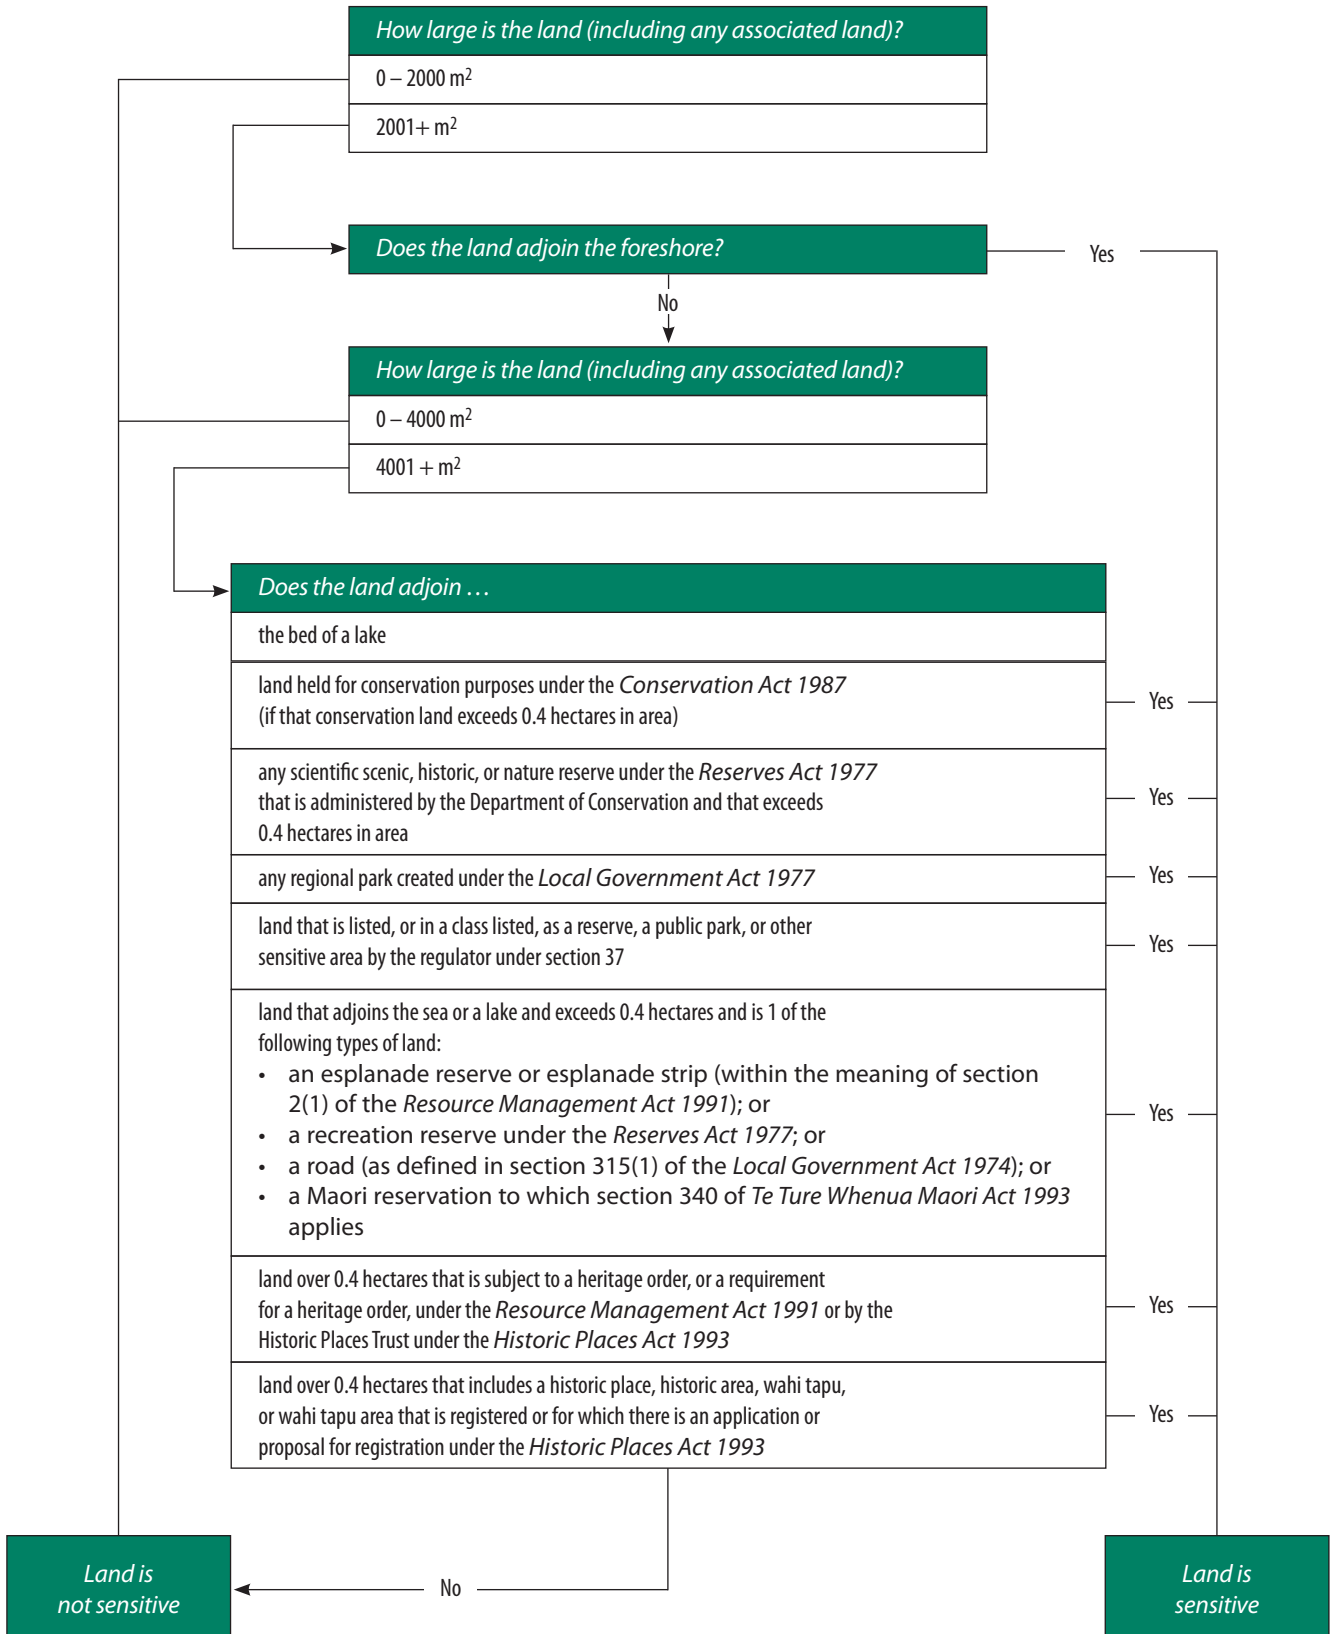 How large is the land (including any associated land)?
0 – 2000 m²
2001+ m²
Does the land adjoin the foreshore?
Yes
No
How large is the land (including any associated land)?
0 – 4000 m²
4001 + m²
Does the land adjoin …
the bed of a lake
land held for conservation purposes under the Conservation Act 1987
(if that conservation land exceeds 0.4 hectares in area)
Yes
any scientific scenic, historic, or nature reserve under the Reserves Act 1977
that is administered by the Department of Conservation and that exceeds
0.4 hectares in area
Yes
any regional park created under the Local Government Act 1977
Yes
land that is listed, or in a class listed, as a reserve, a public park, or other
sensitive area by the regulator under section 37
Yes
land that adjoins the sea or a lake and exceeds 0.4 hectares and is 1 of the
following types of land:
• an esplanade reserve or esplanade strip (within the meaning of section
2(1) of the Resource Management Act 1991); or
• a recreation reserve under the Reserves Act 1977; or
• a road (as defined in section 315(1) of the Local Government Act 1974); or
• a Maori reservation to which section 340 of Te Ture Whenua Maori Act 1993
applies
Yes
land over 0.4 hectares that is subject to a heritage order, or a requirement
for a heritage order, under the Resource Management Act 1991 or by the
Historic Places Trust under the Historic Places Act 1993
Yes
land over 0.4 hectares that includes a historic place, historic area, wahi tapu,
or wahi tapu area that is registered or for which there is an application or
proposal for registration under the Historic Places Act 1993
Yes
Land is
not sensitive
No
Land is
sensitive